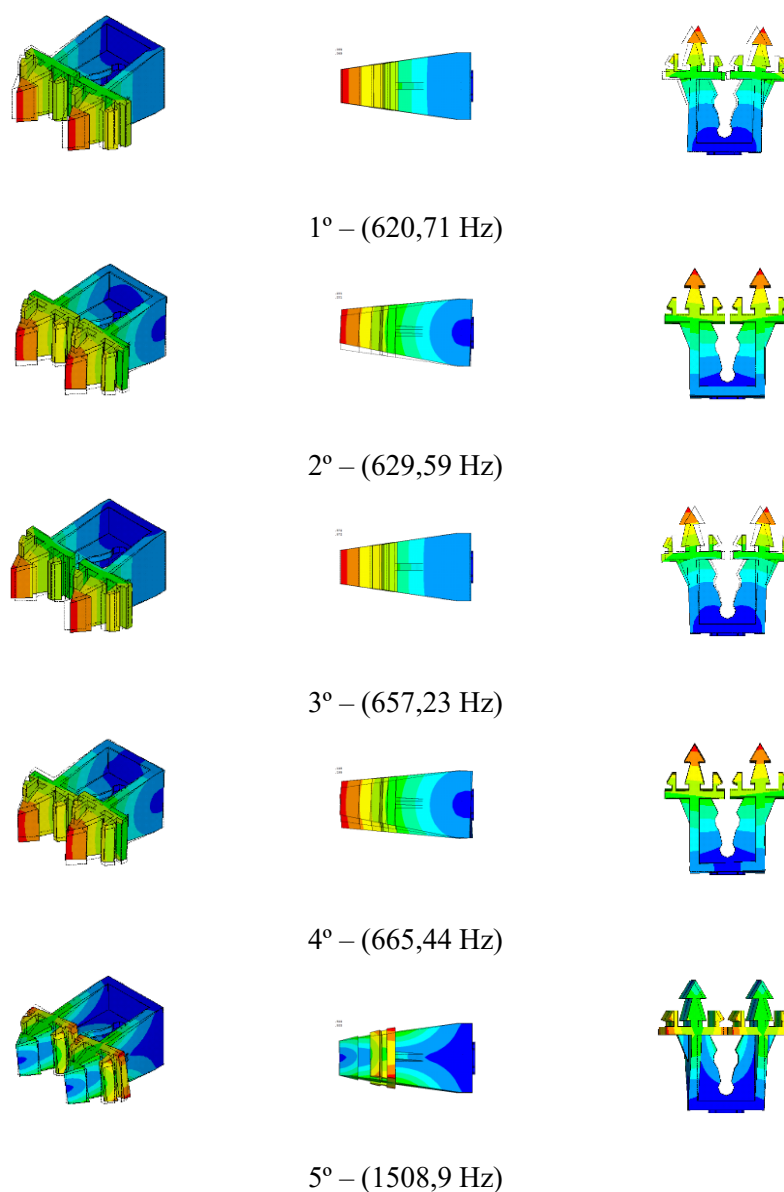 1º – (620,71 Hz)
2º – (629,59 Hz)
3º – (657,23 Hz)
4º – (665,44 Hz)
5º – (1508,9 Hz)